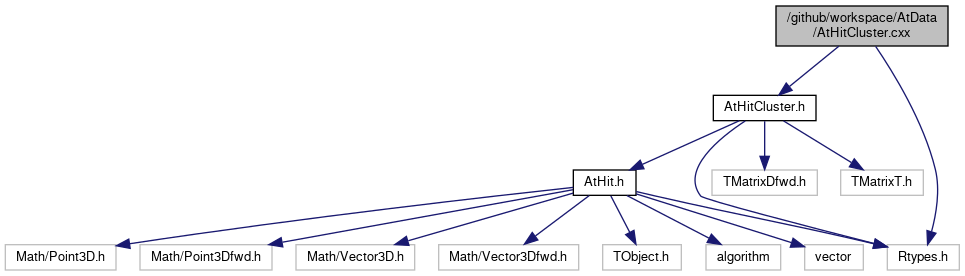 /github/workspace/AtData
/AtHitCluster.cxx
AtHitCluster.h
AtHit.h
TMatrixDfwd.h
TMatrixT.h
Math/Point3D.h
Math/Point3Dfwd.h
Math/Vector3D.h
Math/Vector3Dfwd.h
TObject.h
algorithm
vector
Rtypes.h